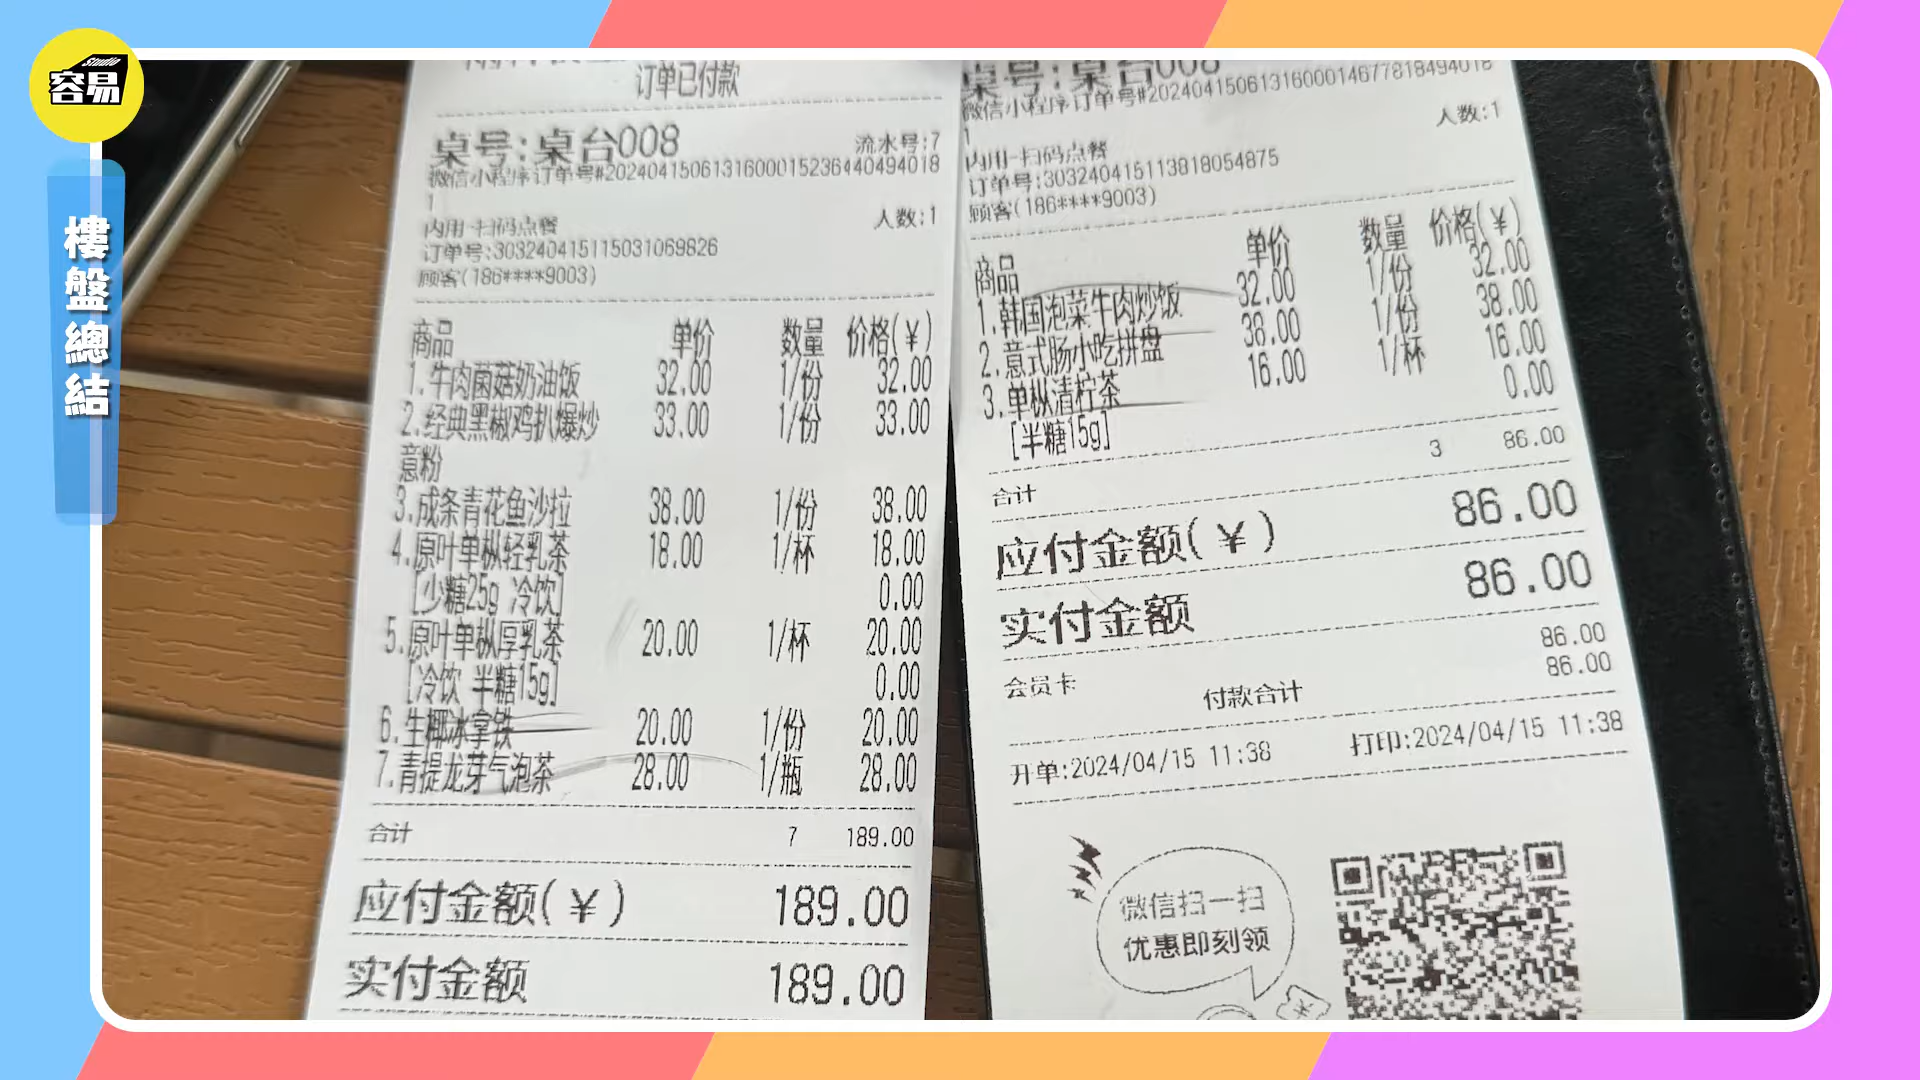 Studio
容易
樓盤總結
订单已付款
桌号:桌台008
流水号:7
微信小程序订单号#202404150613160001523644049401​8
1
内用-扫码点餐
人数:1
订单号:303240415115031069826
顾客(186****9003)
商品 单价 数量 价格(¥)
1.牛肉菌菇奶油饭 32.00 1/份 32.00
2.经典黑椒鸡扒爆炒 33.00 1/份 33.00
意粉
3.成条青花鱼沙拉 38.00 1/份 38.00
4.原叶单枞轻乳茶 18.00 1/杯 18.00
[少糖25g 冷饮] 0.00
5.原叶单枞厚乳茶 20.00 1/杯 20.00
[冷饮 半糖15g] 0.00
6.生椰冰拿铁 20.00 1/份 20.00
7.青提龙芽气泡茶 28.00 1/瓶 28.00
合计 7 189.00
应付金额(¥) 189.00
实付金额 189.00
桌号:桌台008
微信小程序订单号#202404150613160001467781849401​8
1
人数:1
内用-扫码点餐
订单号:303240415113818054875
顾客(186****9003)
商品 单价 数量 价格(¥)
1.韩国泡菜牛肉炒饭 32.00 1/份 32.00
2.意式肠小吃拼盘 38.00 1/份 38.00
3.单枞清柠茶 16.00 1/杯 16.00
[半糖15g] 0.00
合计 3 86.00
应付金额(¥) 86.00
实付金额 86.00
会员卡 86.00
付款合计 86.00
开单:2024/04/15 11:38 打印:2024/04/15 11:38
微信扫一扫
优惠即刻领